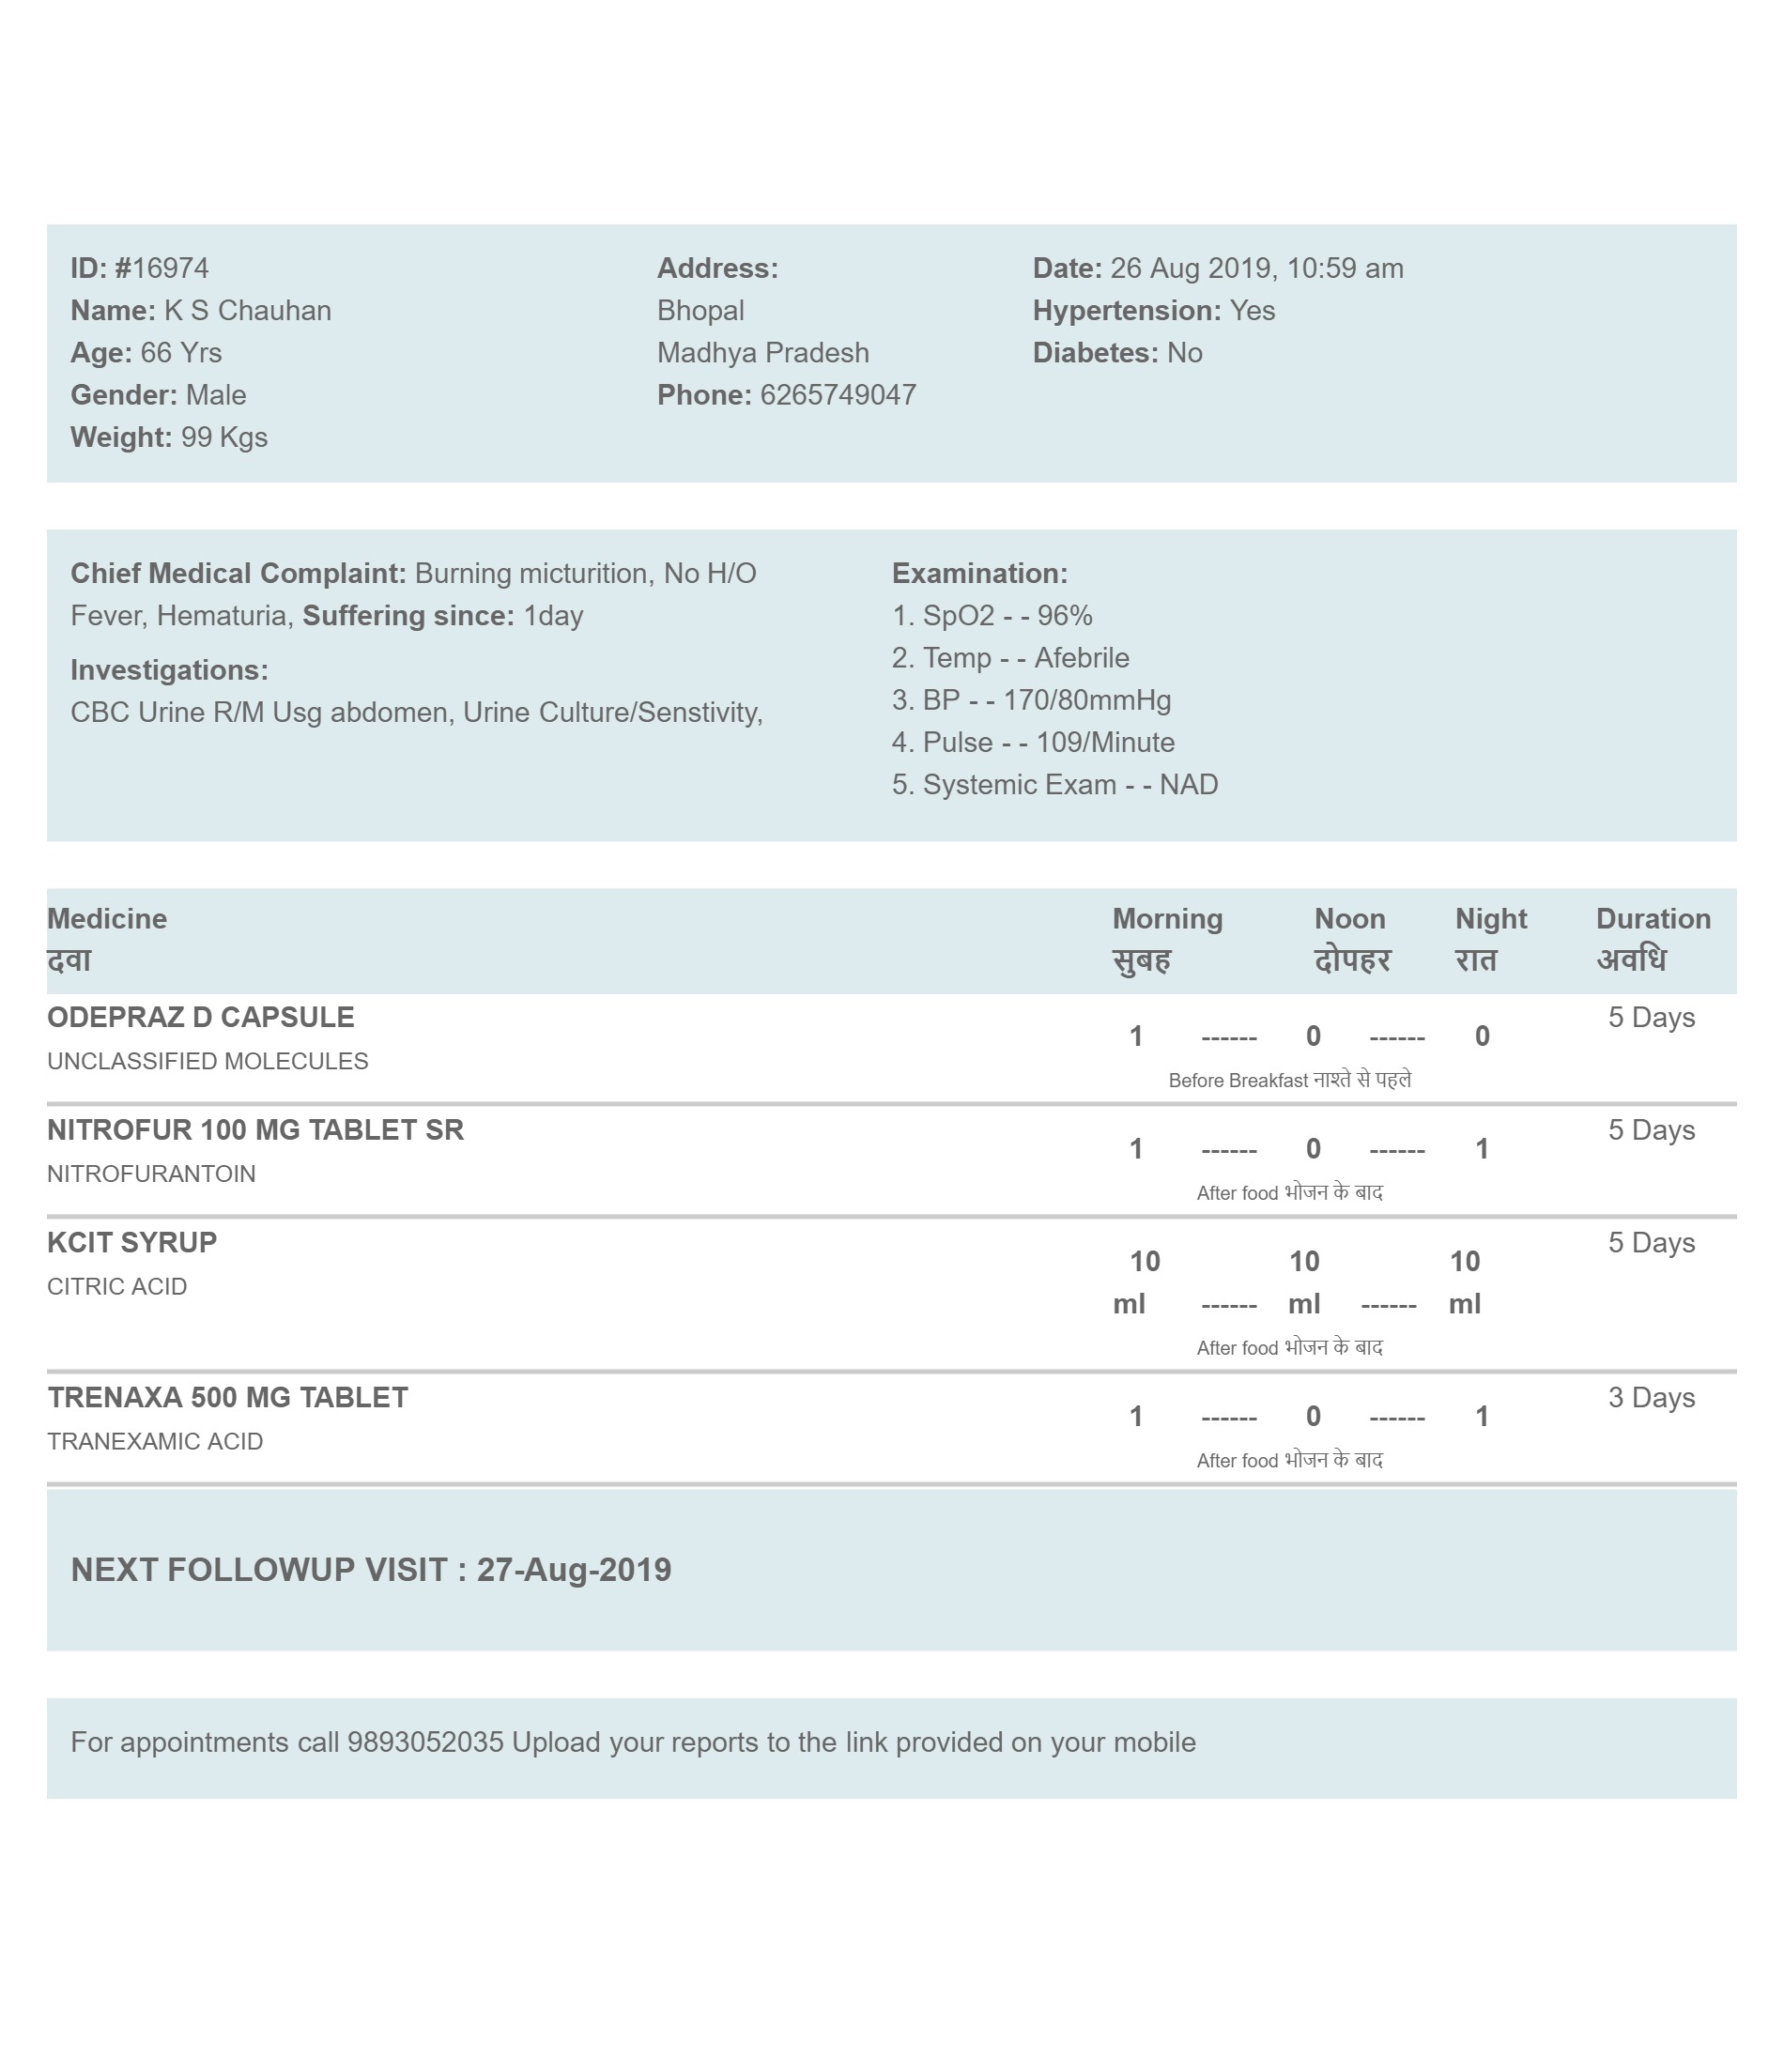 ID: #16974
Name: K S Chauhan
Age: 66 Yrs
Gender: Male
Weight: 99 Kgs
Address:
Bhopal
Madhya Pradesh
Phone: 6265749047
Date: 26 Aug 2019, 10:59 am
Hypertension: Yes
Diabetes: No
Chief Medical Complaint: Burning micturition, No H/O
Fever, Hematuria, Suffering since: 1day
Investigations:
CBC Urine R/M Usg abdomen, Urine Culture/Senstivity,
Examination:
1. SpO2 - - 96%
2. Temp - - Afebrile
3. BP - - 170/80mmHg
4. Pulse - - 109/Minute
5. Systemic Exam - - NAD
Medicine Morning Noon Night Duration
दवा सुबह दोपहर रात अवधि
ODEPRAZ D CAPSULE 5 Days
1 ------ 0 ------ 0
UNCLASSIFIED MOLECULES
Before Breakfast नाश्ते से पहले
NITROFUR 100 MG TABLET SR 5 Days
1 ------ 0 ------ 1
NITROFURANTOIN
After food भोजन के बाद
KCIT SYRUP 5 Days
10 10 10
CITRIC ACID
ml ------ ml ------ ml
After food भोजन के बाद
TRENAXA 500 MG TABLET 3 Days
1 ------ 0 ------ 1
TRANEXAMIC ACID
After food भोजन के बाद
NEXT FOLLOWUP VISIT : 27-Aug-2019
For appointments call 9893052035 Upload your reports to the link provided on your mobile